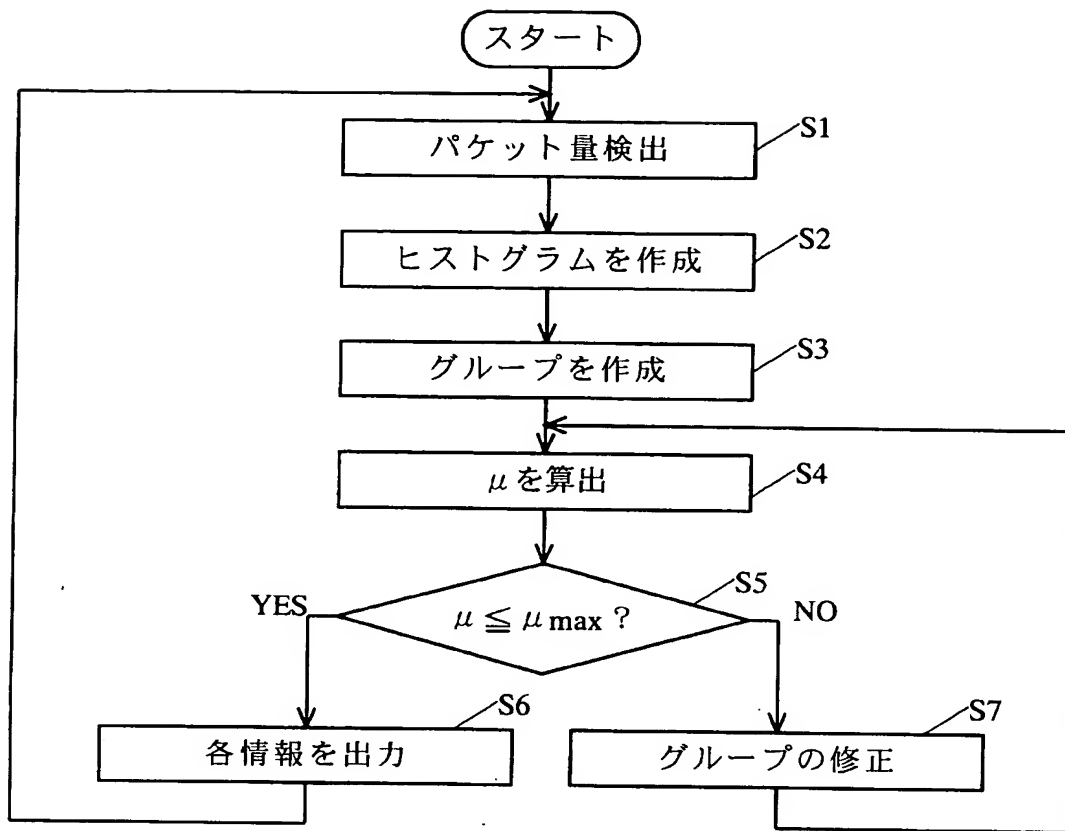 スタート
パケット量検出
S1
ヒストグラムを作成
S2
グループを作成
S3
μを算出
S4
μ≦μmax?
S5
YES
NO
各情報を出力
S6
グループの修正
S7